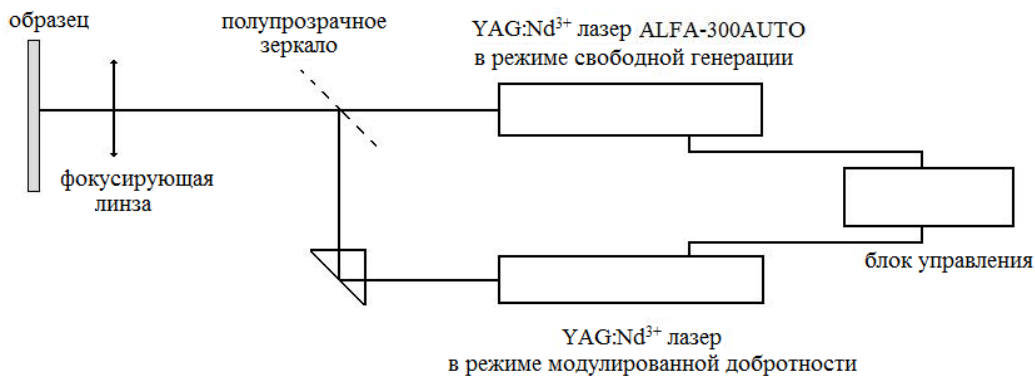 образец
полупрозрачное
зеркало
YAG:Nd³⁺ лазер ALFA-300AUTO
в режиме свободной генерации
фокусирующая
линза
блок управления
YAG:Nd³⁺ лазер
в режиме модулированной добротности